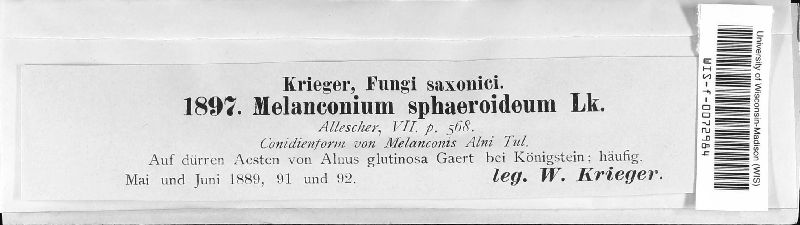 Krieger, Fungi saxonici.
1897. Melanconium sphaeroideum Lk.
Allescher, VII. p. 568.
Conidienform von Melanconis Alni Tul.
Auf dürren Aesten von Alnus glutinosa Gaert bei Königstein; häufig.
Mai und Juni 1889, 91 und 92.
leg. W. Krieger.
University of Wisconsin-Madison (WIS)
WIS-f-0072984